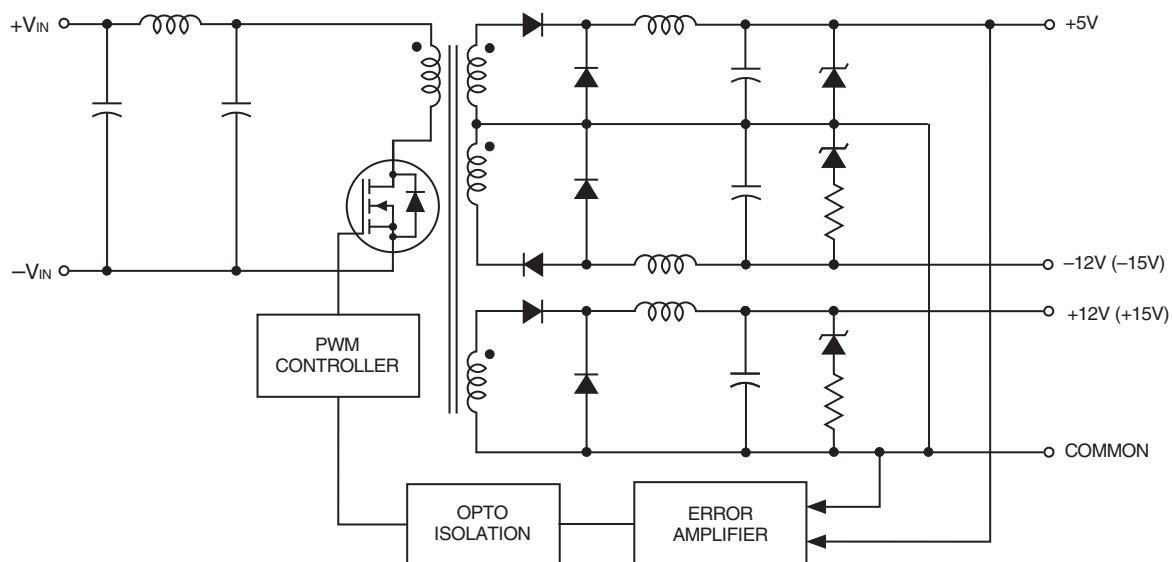 +VIN
–VIN
PWM
CONTROLLER
OPTO
ISOLATION
ERROR
AMPLIFIER
+5V
–12V (–15V)
+12V (+15V)
COMMON